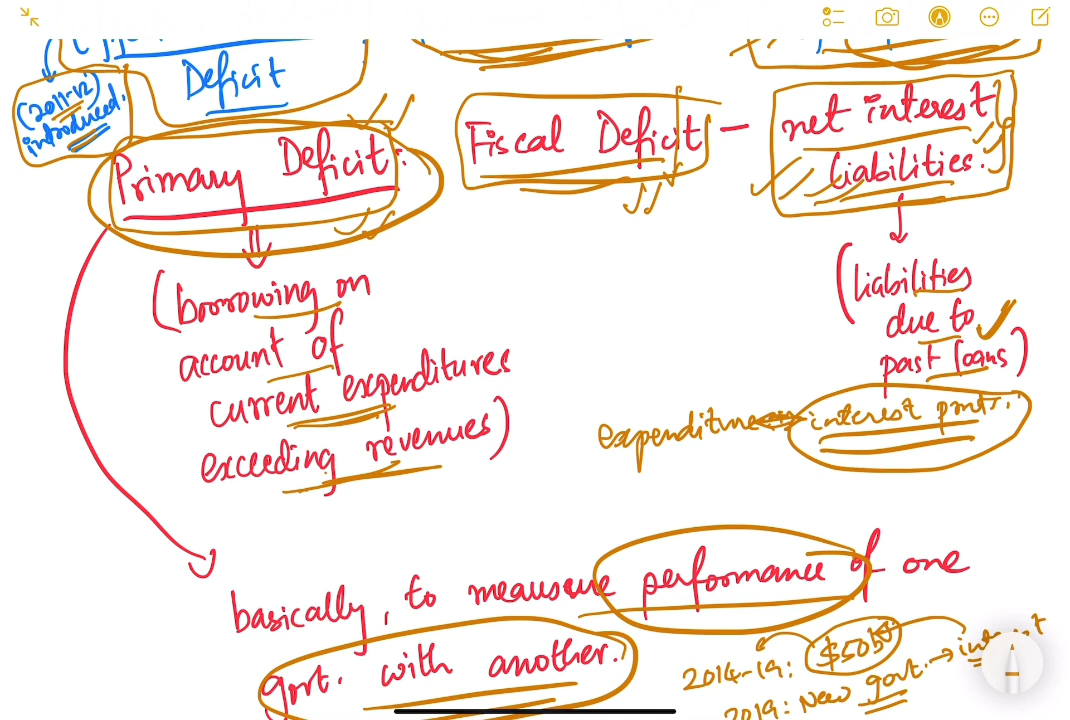 Deficit
(2011-12)
introduced.
Primary Deficit: Fiscal Deficit - net interest
liabilities.
(borrowing on
account of
current expenditures
exceeding revenues)
(liabilities
due to
past loans)
expenditure interest pmts.
basically, to meausure performance of one
govt. with another.
2014-19: $50bn
2019: New govt. →